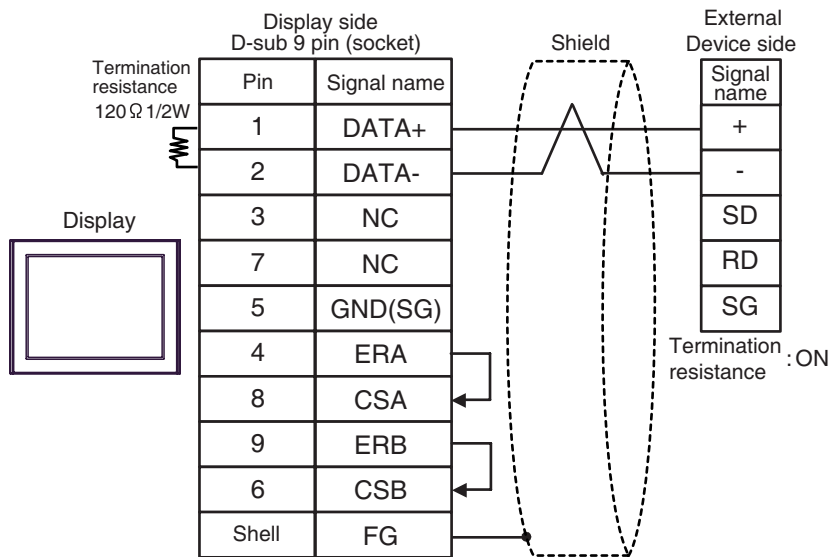 Display side
D-sub 9 pin (socket)
Shield
External
Device side
Termination
resistance
120Ω 1/2W
Pin
Signal name
Signal
name
1
DATA+
+
2
DATA-
-
3
NC
SD
7
NC
RD
5
GND(SG)
SG
4
ERA
8
CSA
9
ERB
6
CSB
Shell
FG
Display
Termination
resistance
:ON